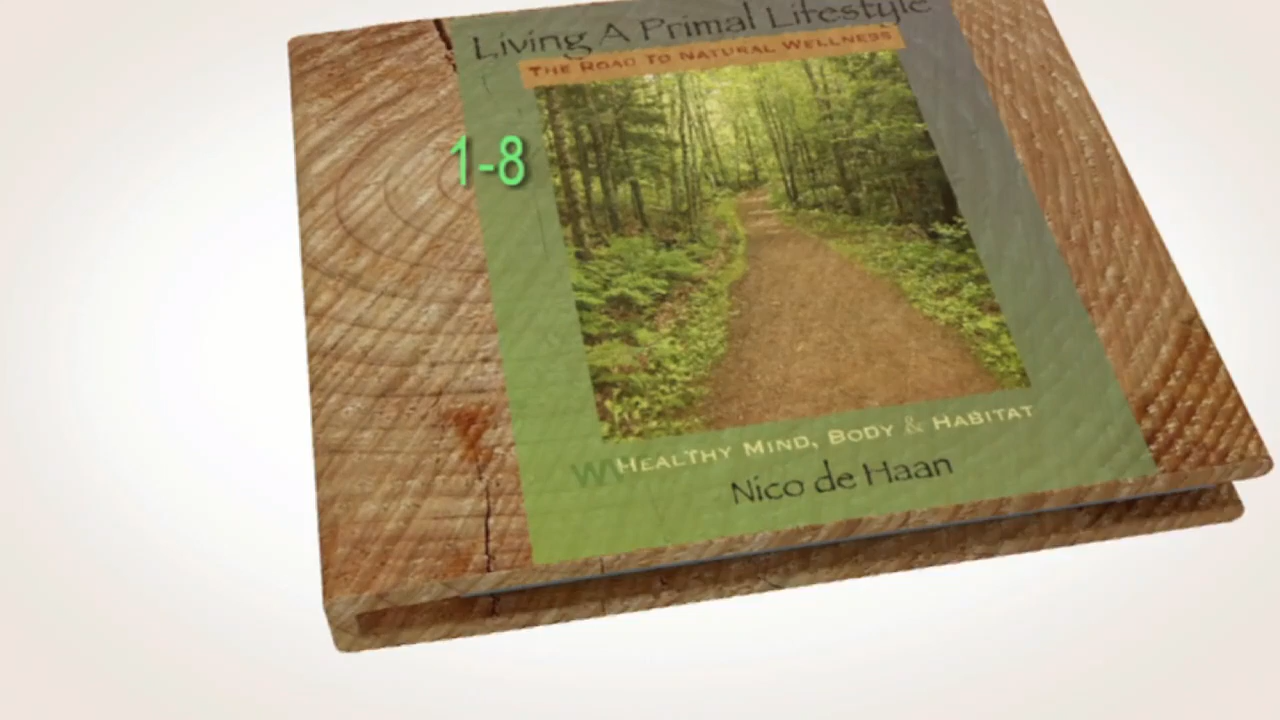 Living A Primal Lifestyle
The Road To Natural Wellness
1-8
Healthy Mind, Body & Habitat
Nico de Haan